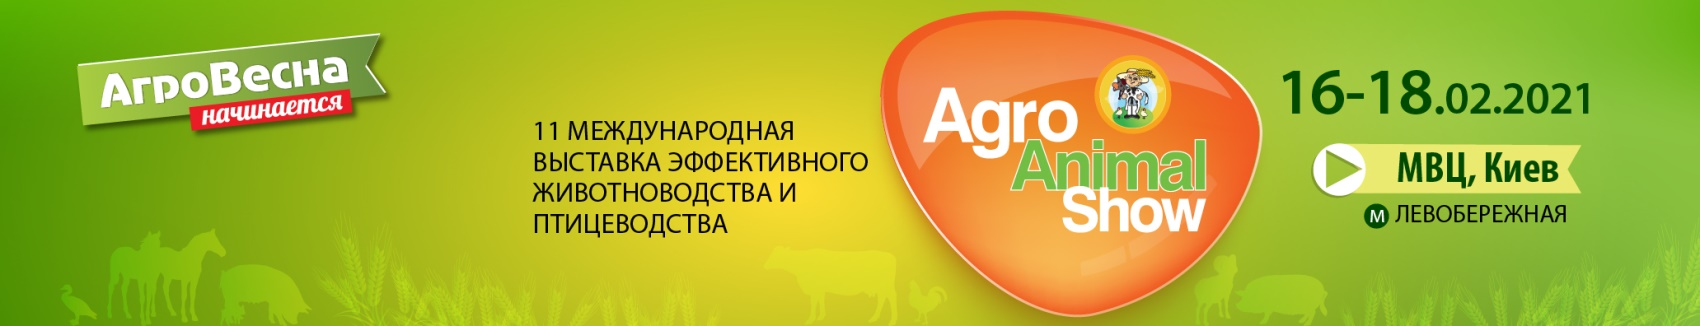 АгроВесна
начинается
11 МЕЖДУНАРОДНАЯ
ВЫСТАВКА ЭФФЕКТИВНОГО
ЖИВОТНОВОДСТВА И
ПТИЦЕВОДСТВА
Agro
Animal
Show
16-18.02.2021
МВЦ, Киев
М ЛЕВОБЕРЕЖНАЯ